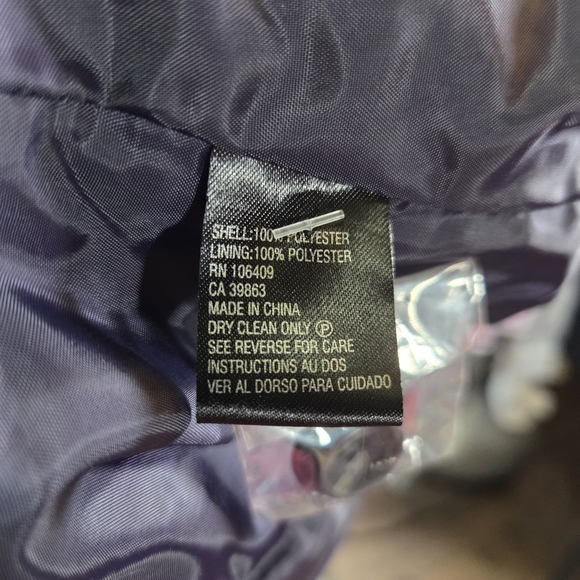 SHELL:100% POLYESTER
LINING:100% POLYESTER
RN 106409
CA 39863
MADE IN CHINA
DRY CLEAN ONLY Ⓟ
SEE REVERSE FOR CARE
INSTRUCTIONS AU DOS
VER AL DORSO PARA CUIDADO